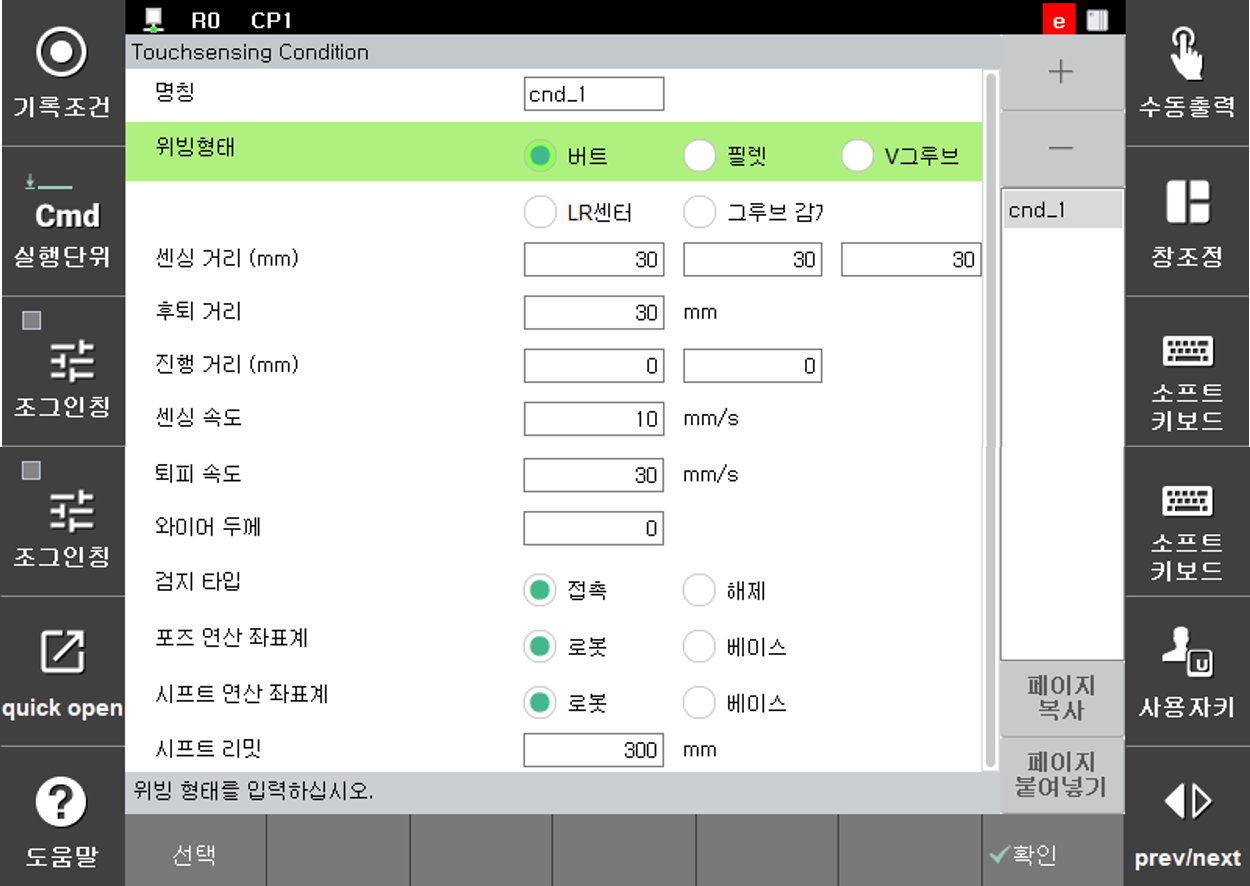 R0 CP1 e
Touchsensing Condition
기록조건
Cmd
실행단위
조그인칭
조그인칭
quick open
도움말
명칭 cnd_1
위빙형태 버트 필렛 V그루브
LR센터 그루브 감
센싱 거리 (mm) 30 30 30
후퇴 거리 30 mm
진행 거리 (mm) 0 0
센싱 속도 10 mm/s
퇴피 속도 30 mm/s
와이어 두께 0
검지 타입 접촉 해제
포즈 연산 좌표계 로봇 베이스
시프트 연산 좌표계 로봇 베이스
시프트 리밋 300 mm
위빙 형태를 입력하십시오.
선택
확인
+
−
cnd_1
페이지
복사
페이지
붙여넣기
수동출력
창조정
소프트
키보드
소프트
키보드
U
사용자키
prev/next